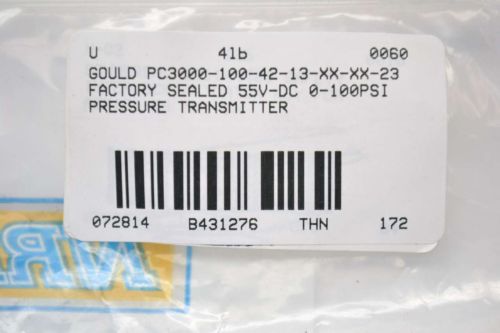 U 41b 0060
GOULD PC3000-100-42-13-XX-XX-23
FACTORY SEALED 55V-DC 0-100PSI
PRESSURE TRANSMITTER
072814 B431276 THN 172